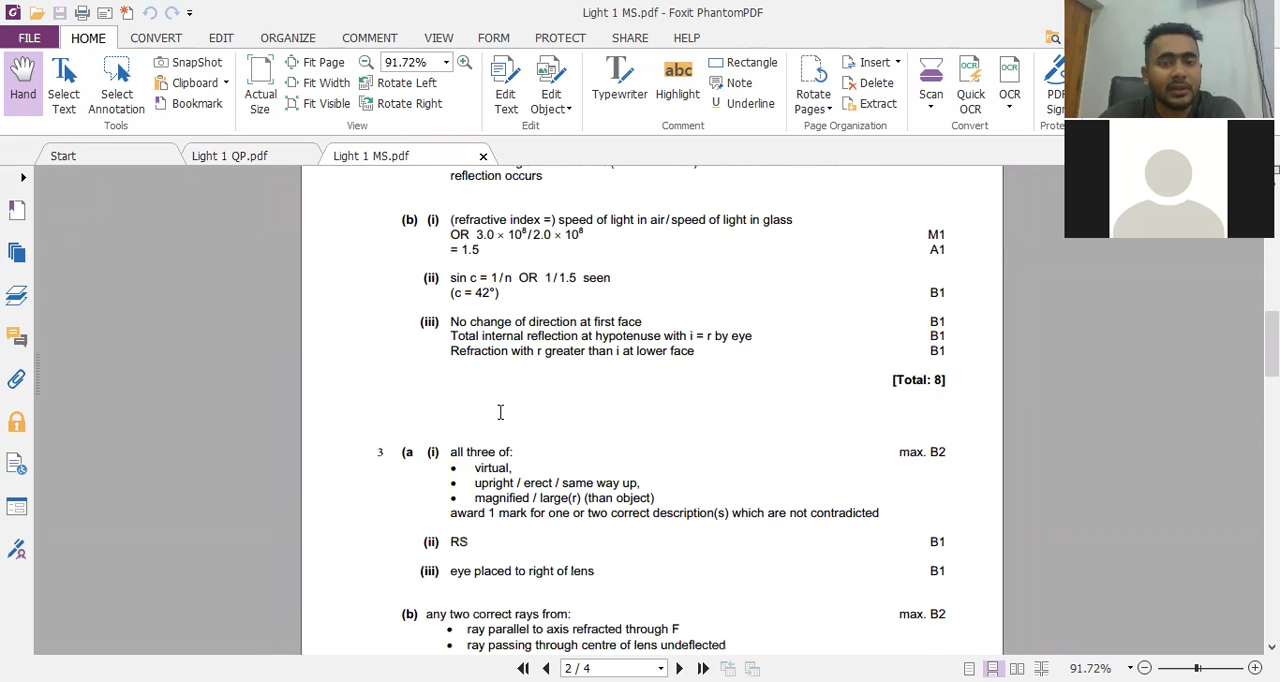 Light 1 MS.pdf - Foxit PhantomPDF
FILE HOME CONVERT EDIT ORGANIZE COMMENT VIEW FORM PROTECT SHARE HELP
Hand
Select Text
Select Annotation
SnapShot
Clipboard
Bookmark
Tools
Actual Size
Fit Page
Fit Width
Fit Visible
91.72%
Rotate Left
Rotate Right
View
Edit Text
Edit Object
Edit
Typewriter
abc
Highlight
Rectangle
Note
Underline
Comment
Rotate Pages
Insert
Delete
Extract
Page Organization
Scan
OCR
Quick OCR
OCR
OCR
Convert
PDF Sign
Prote
Start
Light 1 QP.pdf
Light 1 MS.pdf
reflection occurs
(b) (i) (refractive index =) speed of light in air/speed of light in glass
OR 3.0 × 10⁸/2.0 × 10⁸ M1
= 1.5 A1
(ii) sin c = 1/n OR 1/1.5 seen
(c = 42°) B1
(iii) No change of direction at first face B1
Total internal reflection at hypotenuse with i = r by eye B1
Refraction with r greater than i at lower face B1
[Total: 8]
3 (a (i) all three of: max. B2
• virtual,
• upright / erect / same way up,
• magnified / large(r) (than object)
award 1 mark for one or two correct description(s) which are not contradicted
(ii) RS B1
(iii) eye placed to right of lens B1
(b) any two correct rays from: max. B2
• ray parallel to axis refracted through F
• ray passing through centre of lens undeflected
2 / 4
91.72%